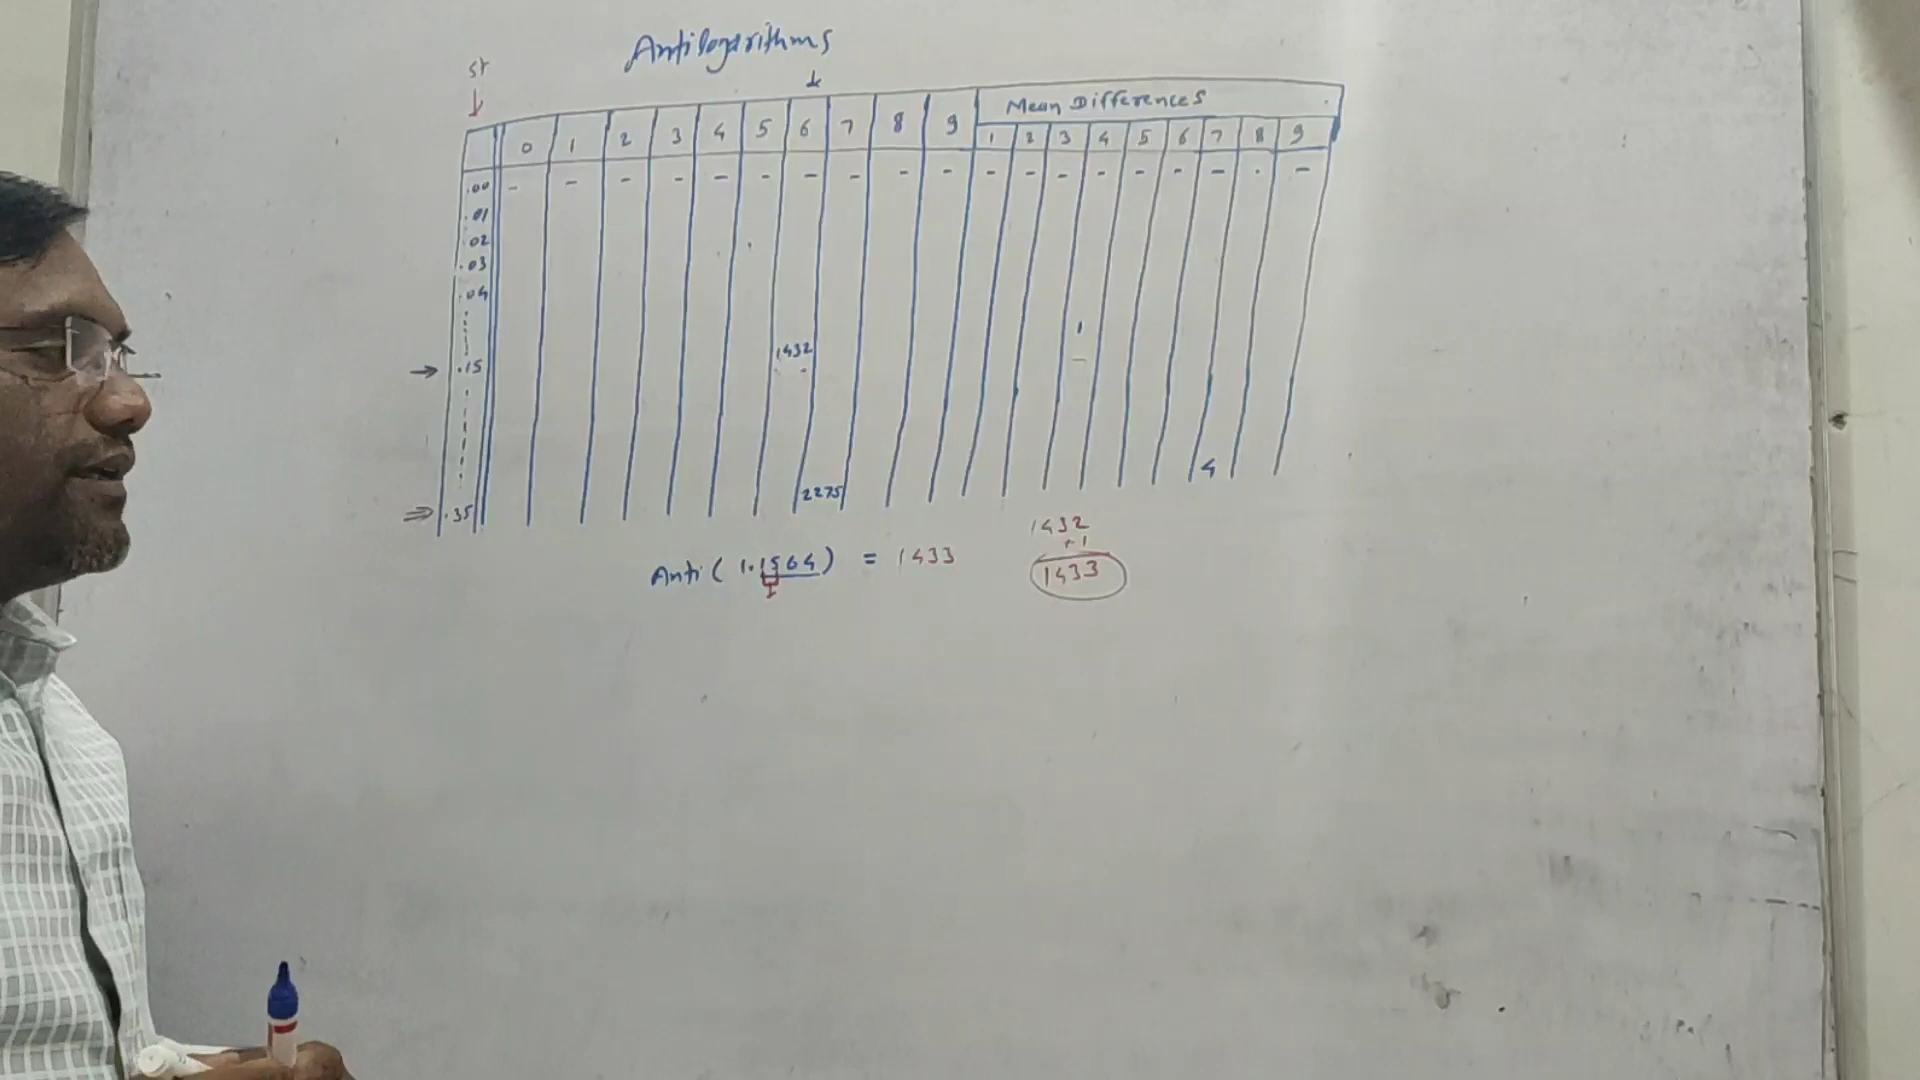 Antilogarithms
st
0 1 2 3 4 5 6 7 8 9 Mean Differences
1 2 3 4 5 6 7 8 9
.00 - - - - - - - - - - - - - - - - - . -
.01
.02
.03
.04
1
.15 1432
4
.35 2275
Anti (1.1564) = 1433
1432
+1
1433